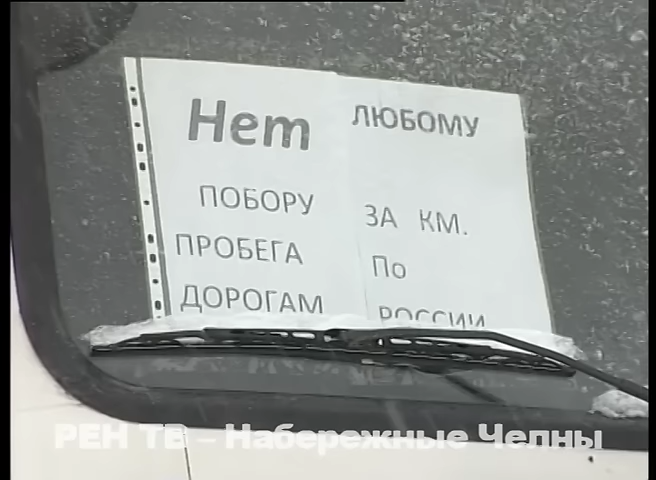 Нет ЛЮБОМУ
ПОБОРУ ЗА КМ.
ПРОБЕГА По
ДОРОГАМ РОССИИ
РЕН ТВ – Набережные Челны